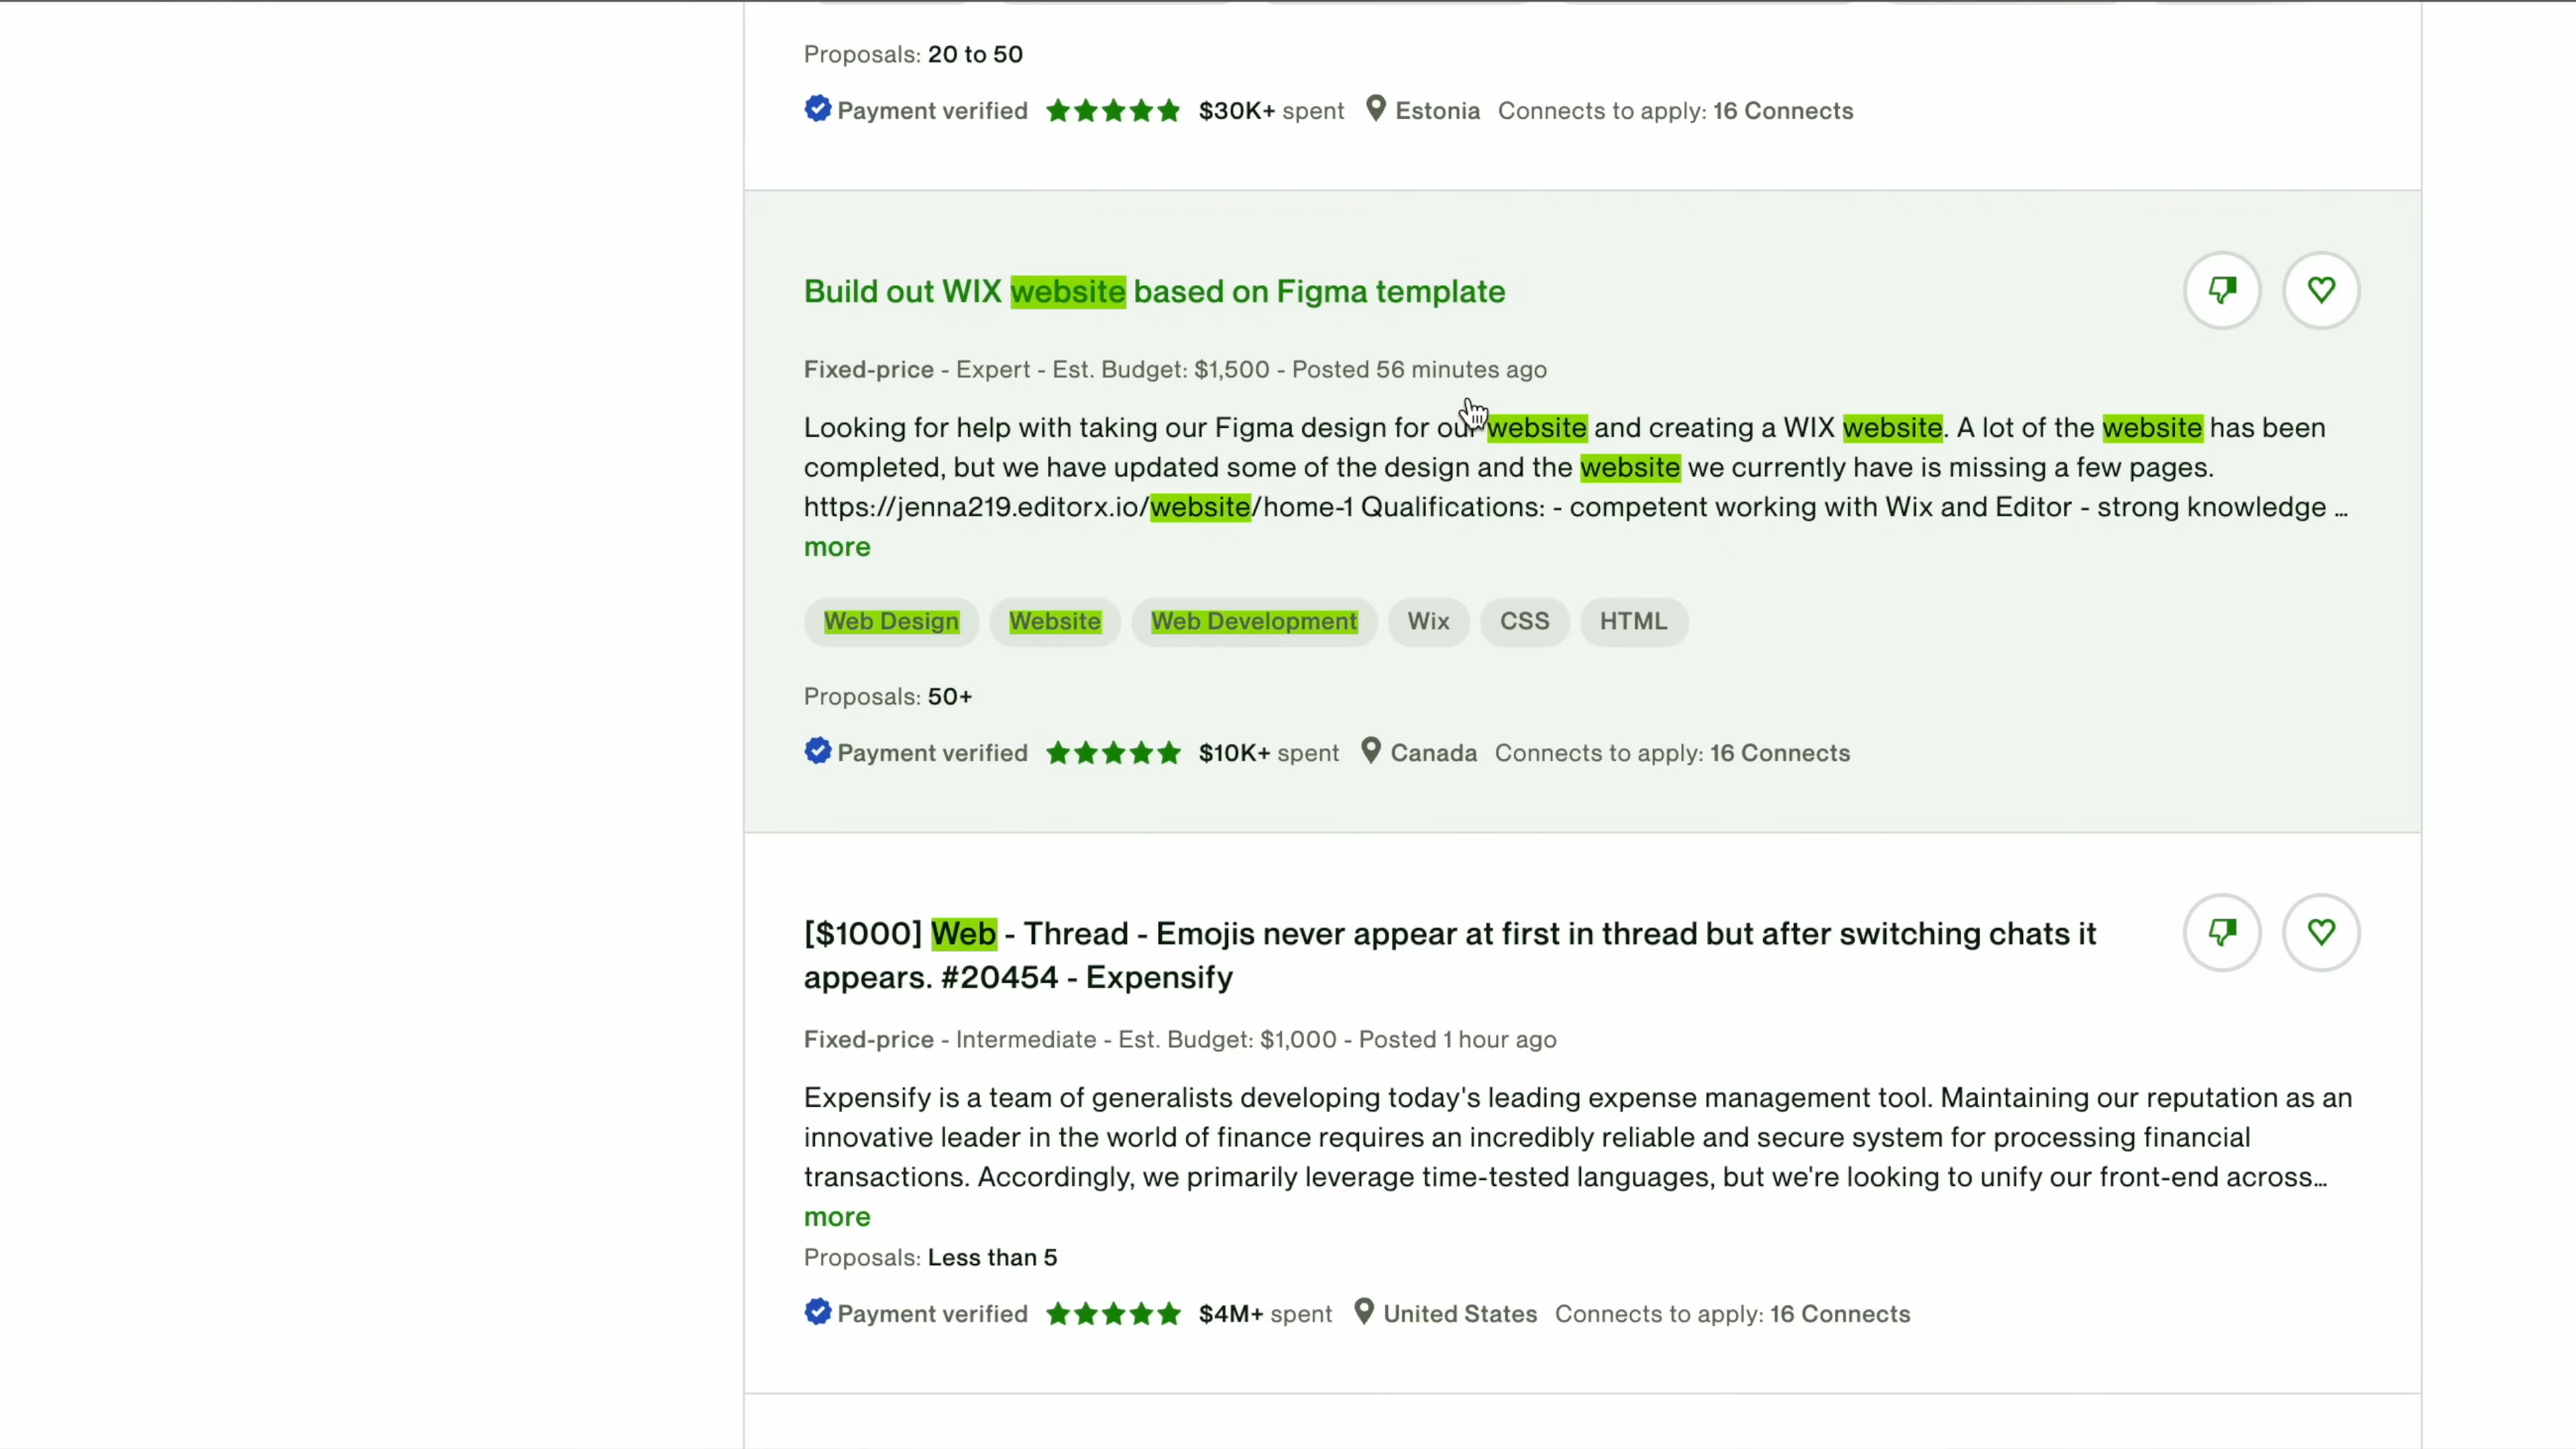 Proposals: 20 to 50
Payment verified $30K+ spent Estonia Connects to apply: 16 Connects
Build out WIX website based on Figma template
Fixed-price - Expert - Est. Budget: $1,500 - Posted 56 minutes ago
Looking for help with taking our Figma design for our website and creating a WIX website. A lot of the website has been
completed, but we have updated some of the design and the website we currently have is missing a few pages.
https://jenna219.editorx.io/website/home-1 Qualifications: - competent working with Wix and Editor - strong knowledge ...
more
Web Design Website Web Development Wix CSS HTML
Proposals: 50+
Payment verified $10K+ spent Canada Connects to apply: 16 Connects
[$1000] Web - Thread - Emojis never appear at first in thread but after switching chats it
appears. #20454 - Expensify
Fixed-price - Intermediate - Est. Budget: $1,000 - Posted 1 hour ago
Expensify is a team of generalists developing today's leading expense management tool. Maintaining our reputation as an
innovative leader in the world of finance requires an incredibly reliable and secure system for processing financial
transactions. Accordingly, we primarily leverage time-tested languages, but we're looking to unify our front-end across...
more
Proposals: Less than 5
Payment verified $4M+ spent United States Connects to apply: 16 Connects